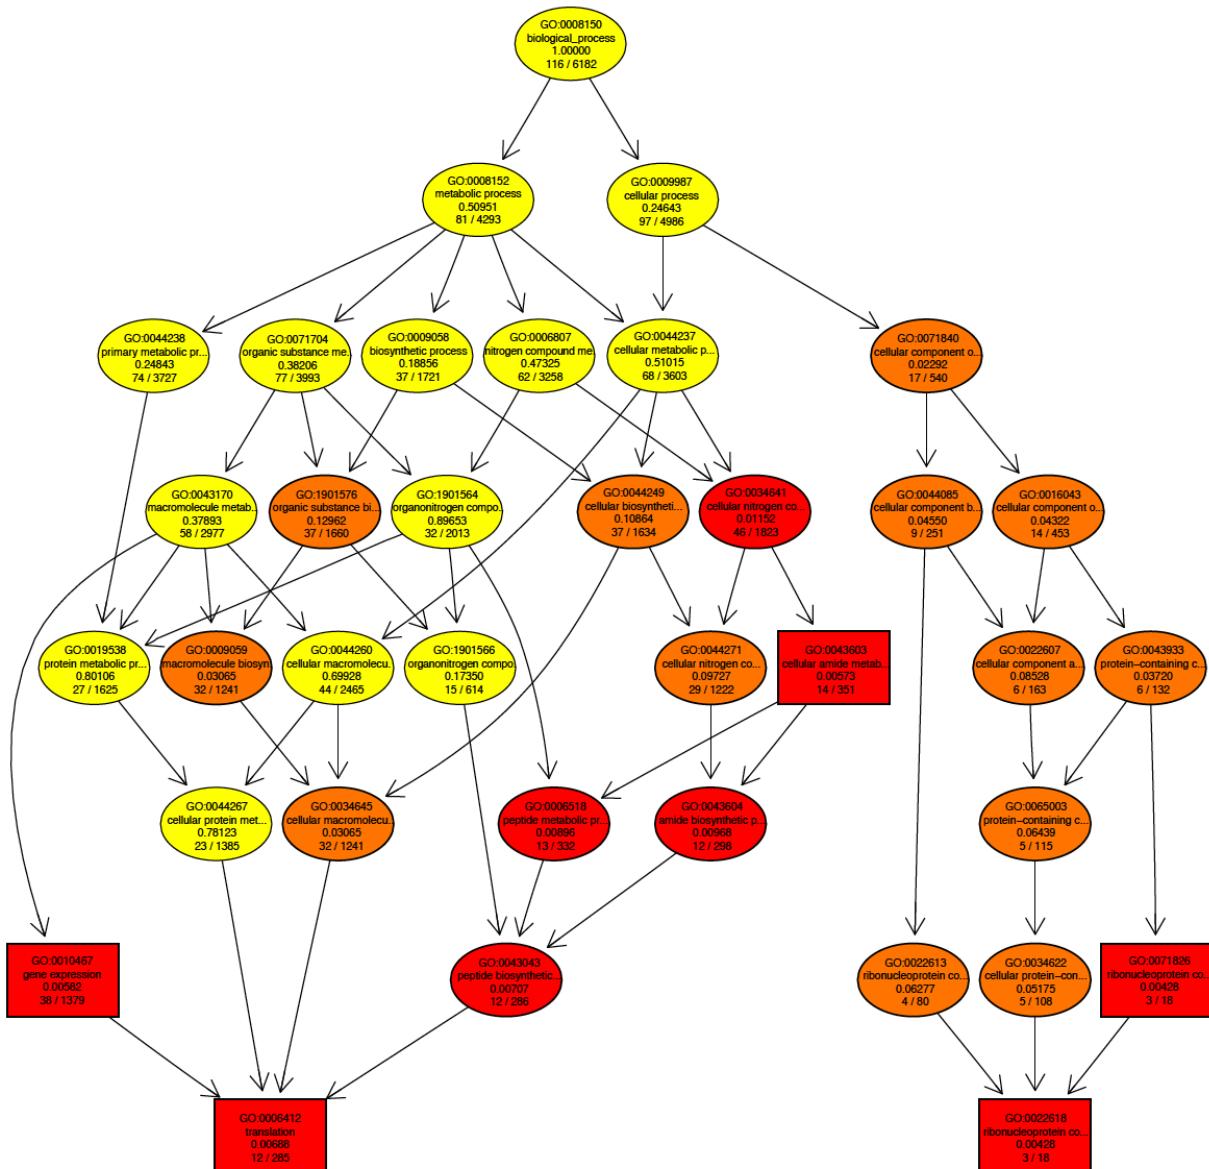 GO:0008150
biological_process
1.00000
116 / 6182
GO:0008152
metabolic process
0.50951
81 / 4293
GO:0009987
cellular process
0.24643
97 / 4986
GO:0044238
primary metabolic pr...
0.24843
74 / 3727
GO:0071704
organic substance me...
0.38206
77 / 3993
GO:0009058
biosynthetic process
0.18856
37 / 1721
GO:0006807
nitrogen compound me
0.47325
62 / 3258
GO:0044237
cellular metabolic p...
0.51015
68 / 3603
GO:0071840
cellular component o...
0.02292
17 / 540
GO:0043170
macromolecule metab..
0.37893
58 / 2977
GO:1901576
organic substance bi...
0.12962
37 / 1660
GO:1901564
organonitrogen compo..
0.89653
32 / 2013
GO:0044249
cellular biosyntheti...
0.10864
37 / 1634
GO:0034641
cellular nitrogen co...
0.01152
46 / 1823
GO:0044085
cellular component b...
0.04550
9 / 251
GO:0016043
cellular component o...
0.04322
14 / 453
GO:0019538
protein metabolic pr...
0.80106
27 / 1625
GO:0009059
macromolecule biosyn
0.03065
32 / 1241
GO:0044260
cellular macromolecu..
0.69928
44 / 2465
GO:1901566
organonitrogen compo.
0.17350
15 / 614
GO:0044271
cellular nitrogen co...
0.09727
29 / 1222
GO:0043603
cellular amide metab..
0.00573
14 / 351
GO:0022607
cellular component a...
0.08528
6 / 163
GO:0043933
protein-containing c...
0.03720
6 / 132
GO:0044267
cellular protein met...
0.78123
23 / 1385
GO:0034645
cellular macromolecu..
0.03065
32 / 1241
GO:0006518
peptide metabolic pr...
0.00896
13 / 332
GO:0043604
amide biosynthetic p...
0.00968
12 / 298
GO:0065003
protein-containing c...
0.06439
5 / 115
GO:0010467
gene expression
0.00582
38 / 1379
GO:0043043
peptide biosynthetic...
0.00707
12 / 286
GO:0022613
ribonucleoprotein co...
0.06277
4 / 80
GO:0034622
cellular protein-con...
0.05175
5 / 108
GO:0071826
ribonucleoprotein co..
0.00428
3 / 18
GO:0006412
translation
0.00688
12 / 285
GO:0022618
ribonucleoprotein co...
0.00428
3 / 18